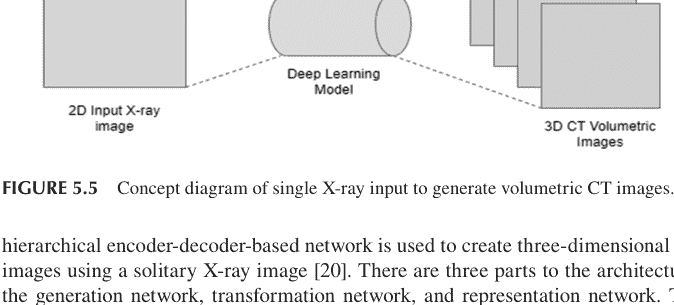 Deep Learning
Model
2D Input X-ray
image
3D CT Volumetric
Images
FIGURE 5.5 Concept diagram of single X-ray input to generate volumetric CT images.
hierarchical encoder-decoder-based network is used to create three-dimensional
images using a solitary X-ray image [20]. There are three parts to the architectu
the generation network, transformation network, and representation network. T